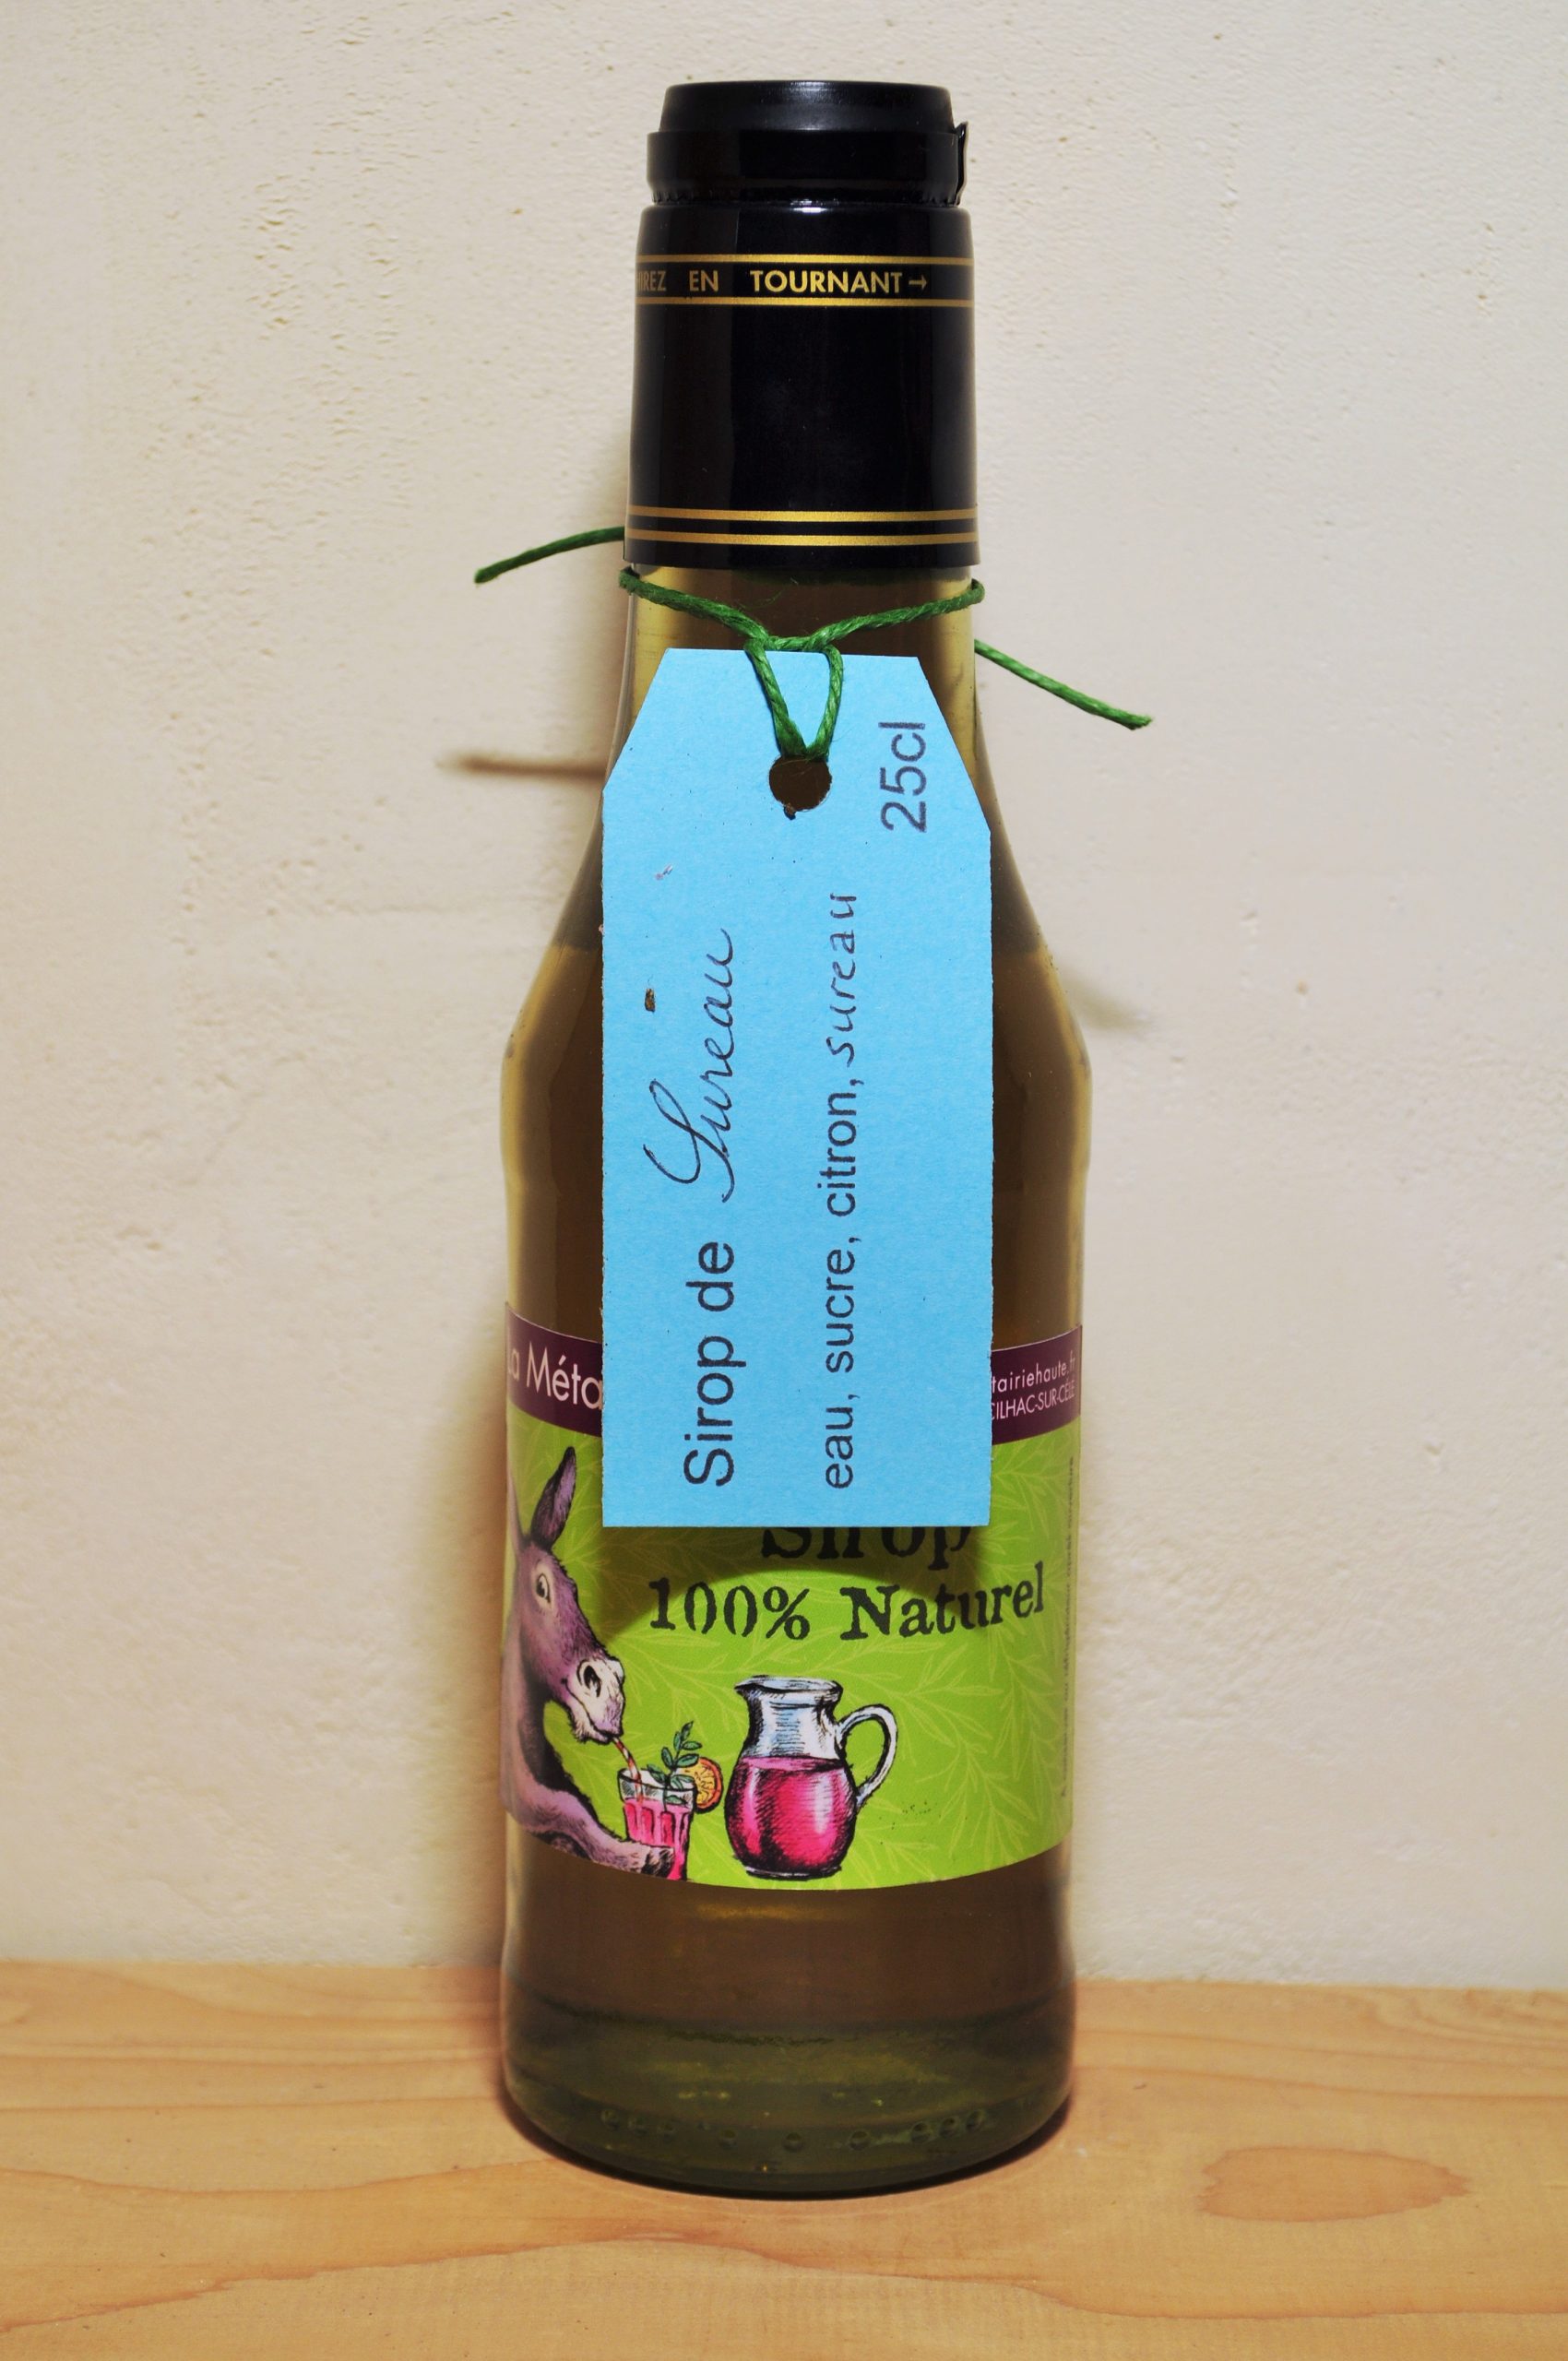 EN TOURNANT→
25cl
Sirop de Sureau
eau, sucre, citron, sureau
Sirop
100% Naturel